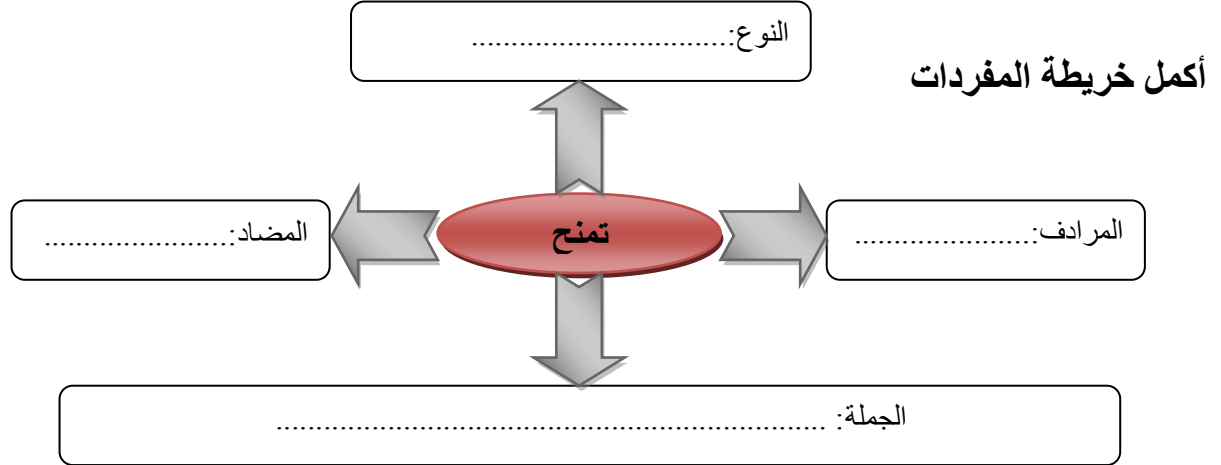 النوع:................................
أكمل خريطة المفردات
المرادف:......................
تمنح
المضاد:.......................
الجملة: .....................................................................